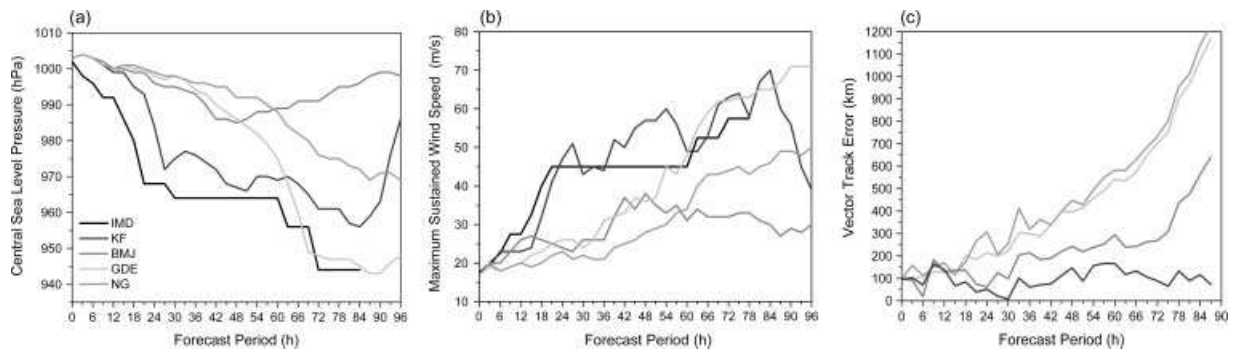 (a)
Central Sea Level Pressure (hPa)
1010
1000
990
980
970
960
950
940
IMD
KF
BMJ
GDE
NG
0 6 12 18 24 30 36 42 48 54 60 66 72 78 84 90 96
Forecast Period (h)
(b)
Maximum Sustained Wind Speed (m/s)
80
70
60
50
40
30
20
10
0 6 12 18 24 30 36 42 48 54 60 66 72 78 84 90 96
Forecast Period (h)
(c)
Vector Track Error (km)
1200
1100
1000
900
800
700
600
500
400
300
200
100
0
0 6 12 18 24 30 36 42 48 54 60 66 72 78 84 90
Forecast Period (h)